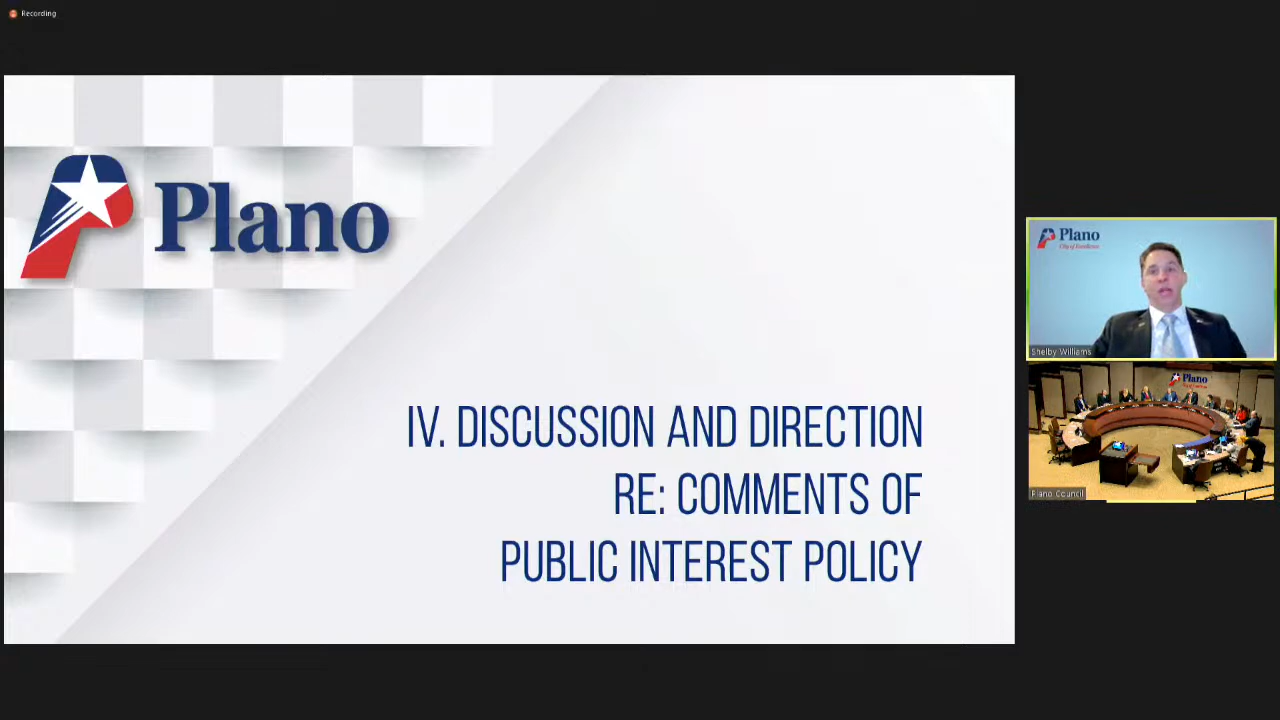 Recording
Plano
IV. DISCUSSION AND DIRECTION
RE: COMMENTS OF
PUBLIC INTEREST POLICY
Plano
City of Excellence
Shelby Williams
Plano
Plano Council